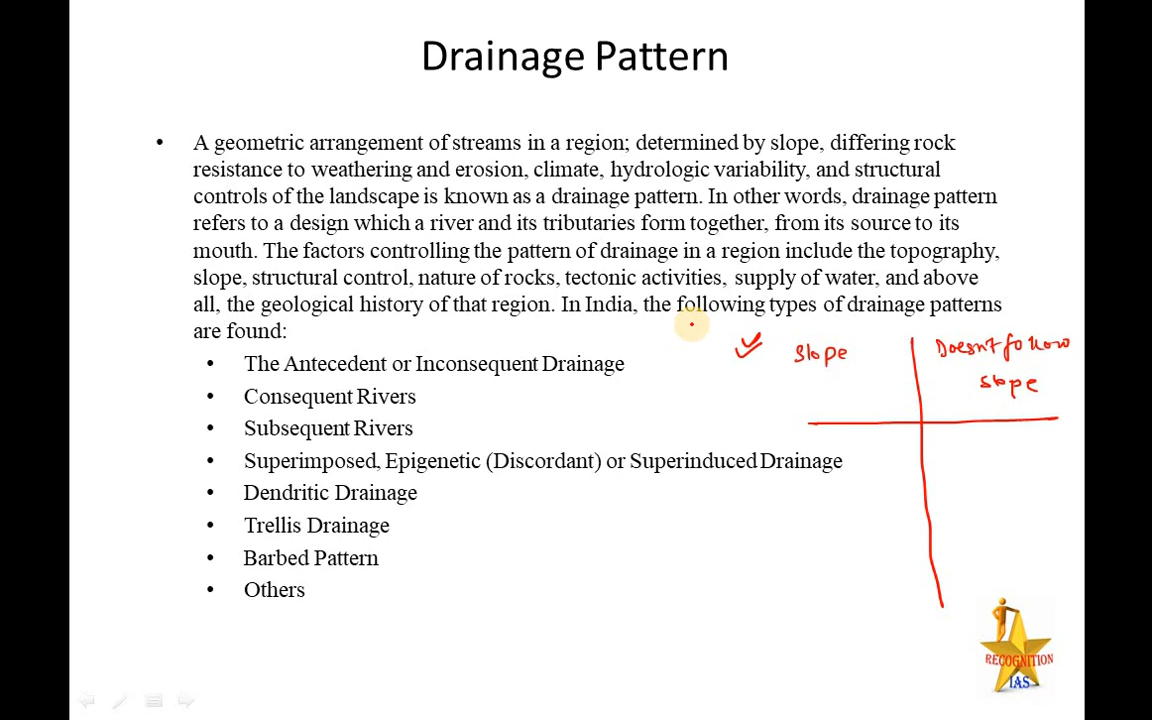 Drainage Pattern
• A geometric arrangement of streams in a region; determined by slope, differing rock
resistance to weathering and erosion, climate, hydrologic variability, and structural
controls of the landscape is known as a drainage pattern. In other words, drainage pattern
refers to a design which a river and its tributaries form together, from its source to its
mouth. The factors controlling the pattern of drainage in a region include the topography,
slope, structural control, nature of rocks, tectonic activities, supply of water, and above
all, the geological history of that region. In India, the following types of drainage patterns
are found:
• The Antecedent or Inconsequent Drainage
• Consequent Rivers
• Subsequent Rivers
• Superimposed, Epigenetic (Discordant) or Superinduced Drainage
• Dendritic Drainage
• Trellis Drainage
• Barbed Pattern
• Others
Slope
Doesn't follow
slope
RECOGNITION
IAS